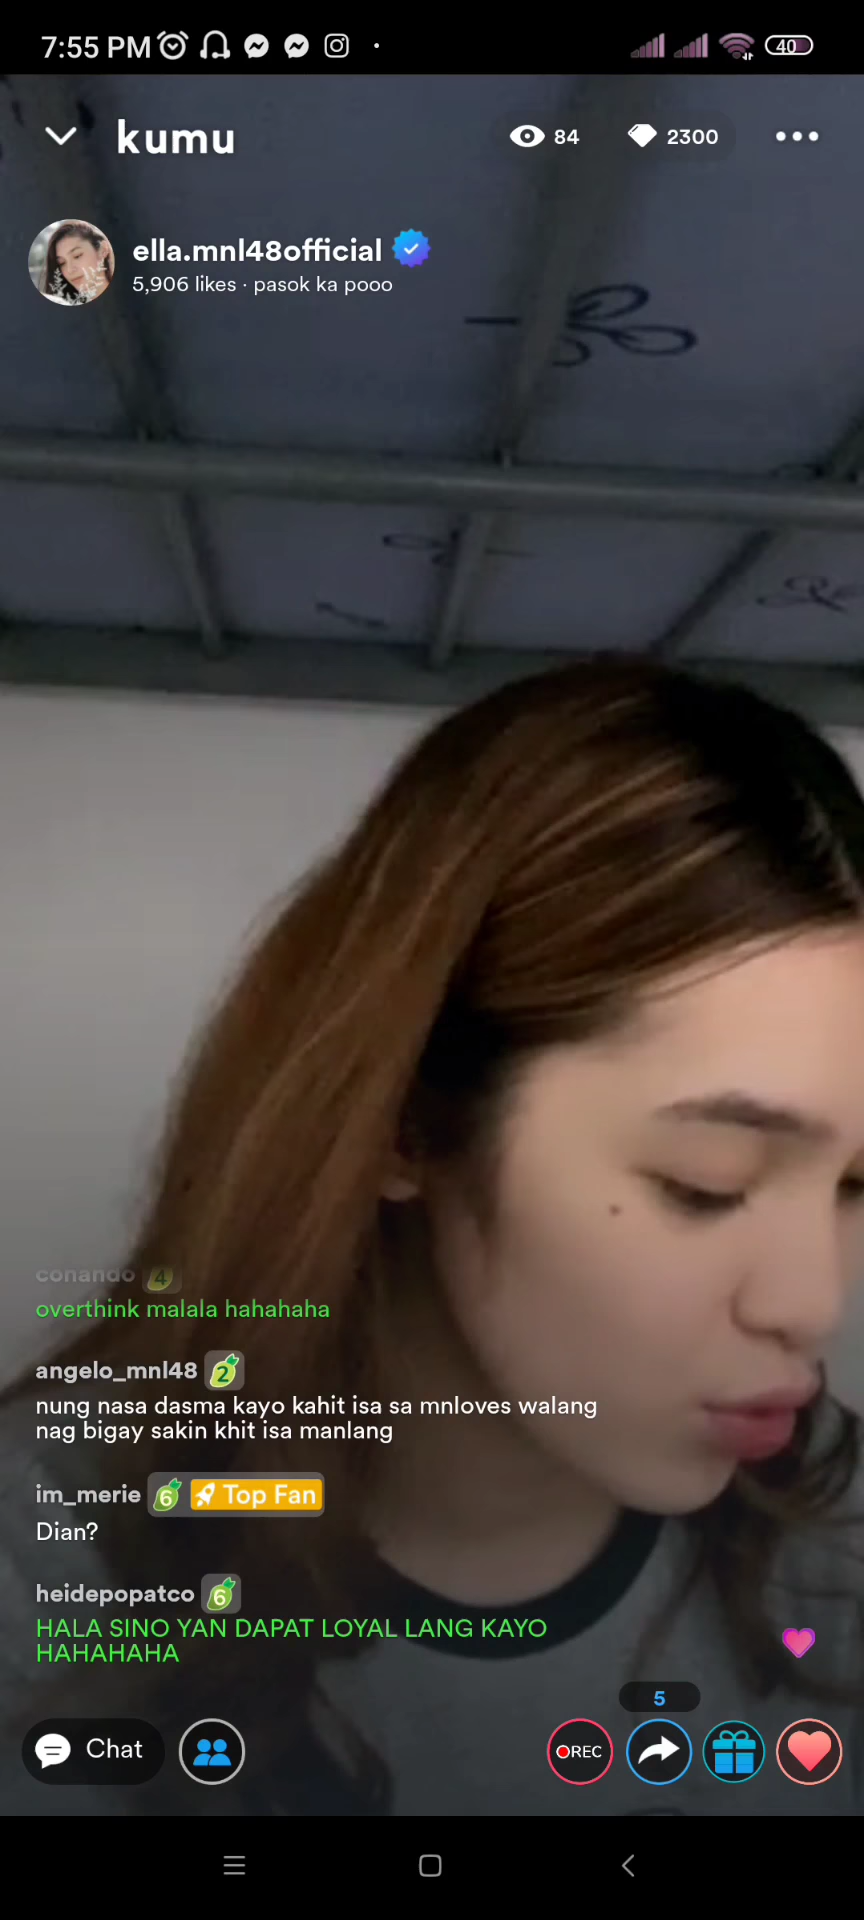 7:55 PM
40
kumu
84
2300
ella.mnl48official
5,906 likes · pasok ka pooo
conando 4
overthink malala hahahaha
angelo_mnl48 2
nung nasa dasma kayo kahit isa sa mnloves walang
nag bigay sakin khit isa manlang
im_merie 6 Top Fan
Dian?
heidepopatco 6
HALA SINO YAN DAPAT LOYAL LANG KAYO
HAHAHAHA
5
Chat
REC